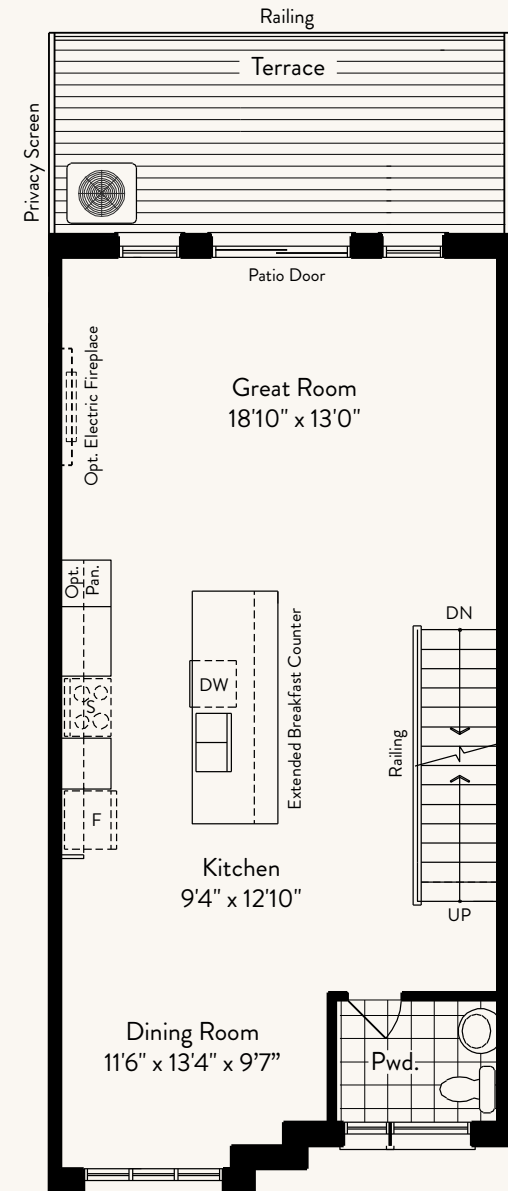 Railing
Terrace
Privacy Screen
Patio Door
Opt. Electric Fireplace
Great Room
18'10" x 13'0"
Opt.
Pan.
DN
DW
S
Extended Breakfast Counter
Railing
F
Kitchen
9'4" x 12'10"
UP
Dining Room
11'6" x 13'4" x 9’7”
Pwd.